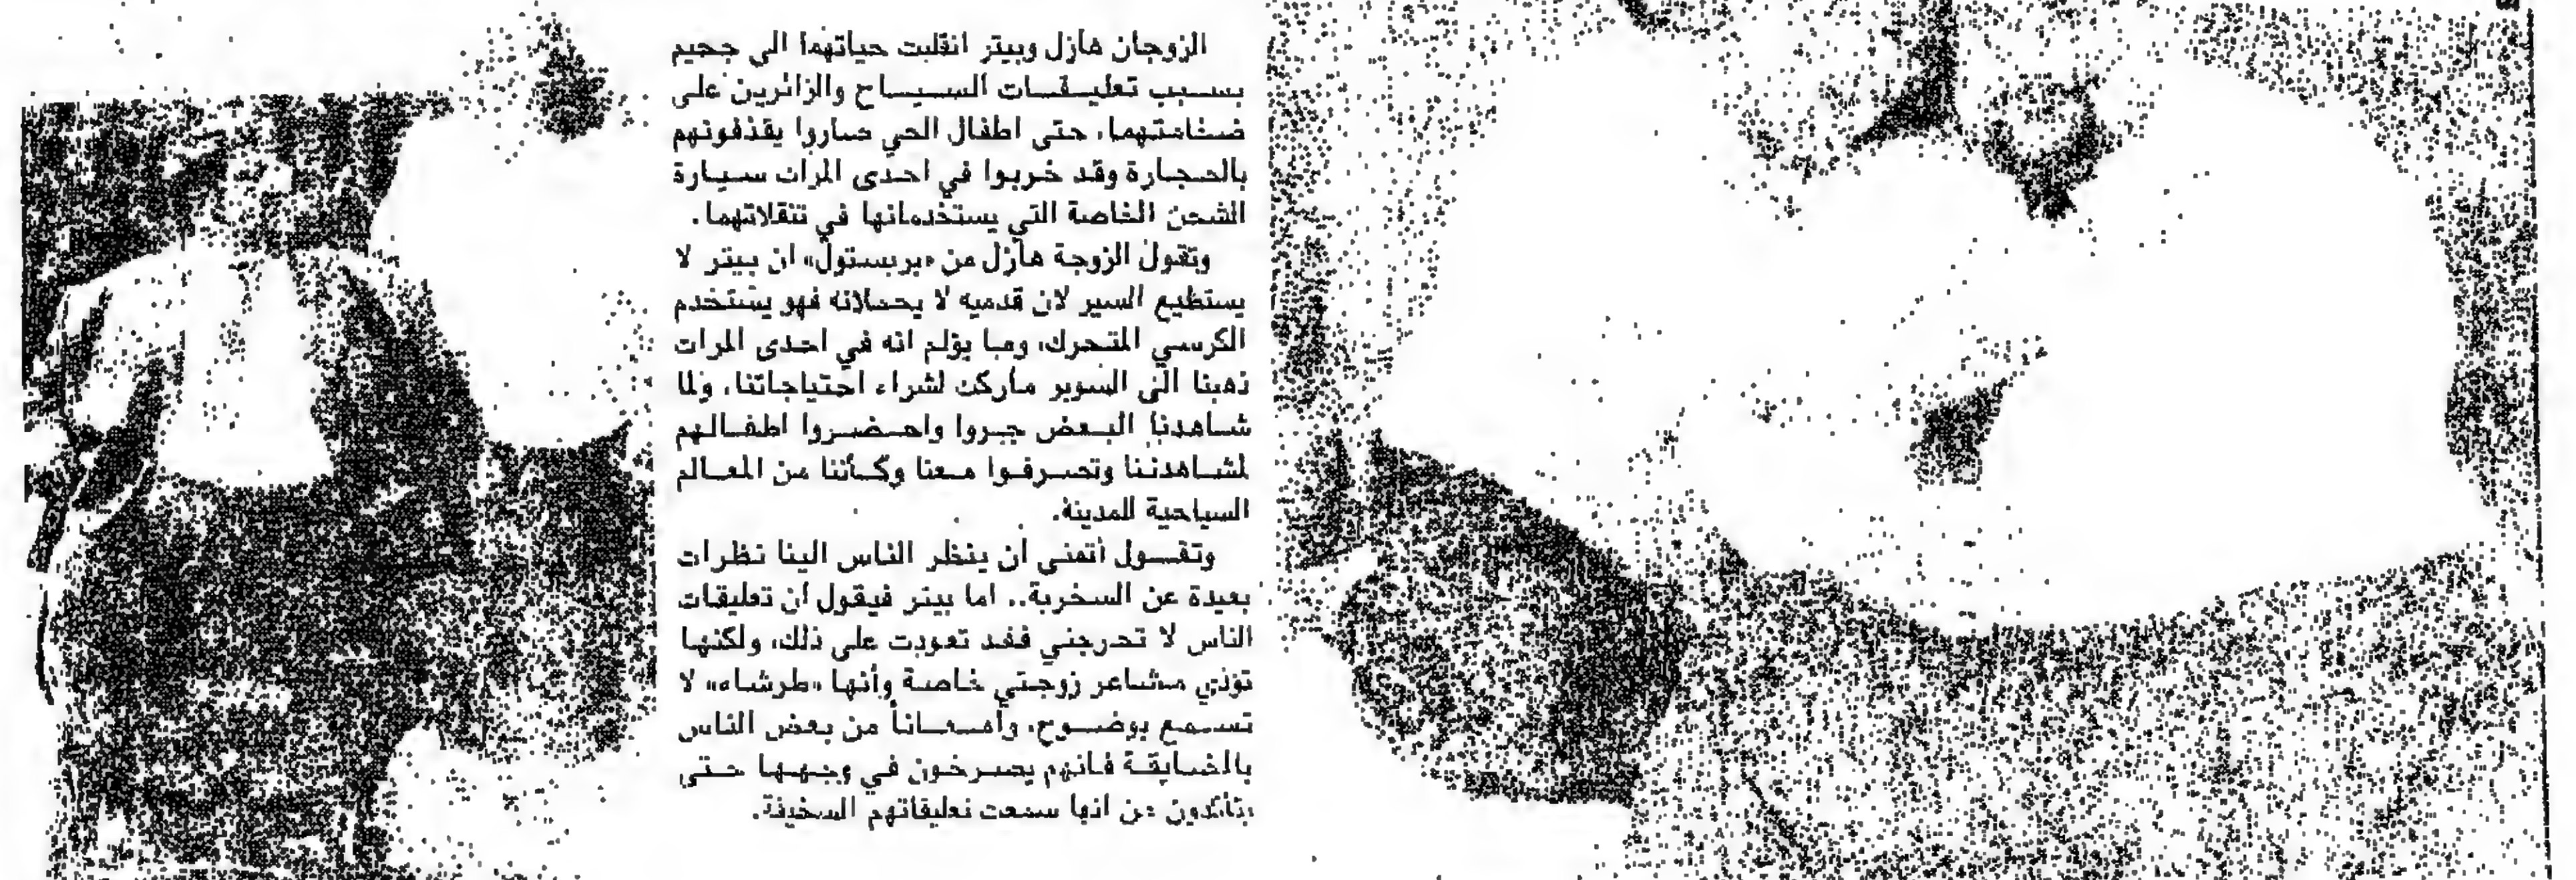 الزوجان هازل وبيتر انقلبت حياتهما الى جحيم
بسبب تعليقات السياح والزائرين على
ضخامتهما، حتى اطفال الحي صاروا يقذفونهم
بالحجارة وقد خربوا في احدى المرات سيارة
الشحن الخاصة التي يستخدمانها في تنقلاتهما.
وتقول الزوجة هازل من «بريستول» ان بيتر لا
يستطيع السير لان قدميه لا يحملانه فهو يستخدم
الكرسي المتحرك، وما يؤلم انه في احدى المرات
ذهبنا الى السوبر ماركت لشراء احتياجاتنا، ولما
شاهدنا البعض جروا واحضروا اطفالهم
لمشاهدتنا وتصرفوا معنا وكأننا من المعالم
السياحية للمدينة.
وتقول أتمنى ان ينظر الناس الينا نظرات
بعيدة عن السخرية.. اما بيتر فيقول ان تعليقات
الناس لا تحرجني فقد تعودت على ذلك، ولكنها
تؤذي مشاعر زوجتي خاصة وأنها «طرشاء» لا
تسمع بوضوح، وأمعاناً من بعض الناس
بالمضايقة فانهم يصرخون في وجهها حتى
يتأكدون من انها سمعت تعليقاتهم السخيفة.